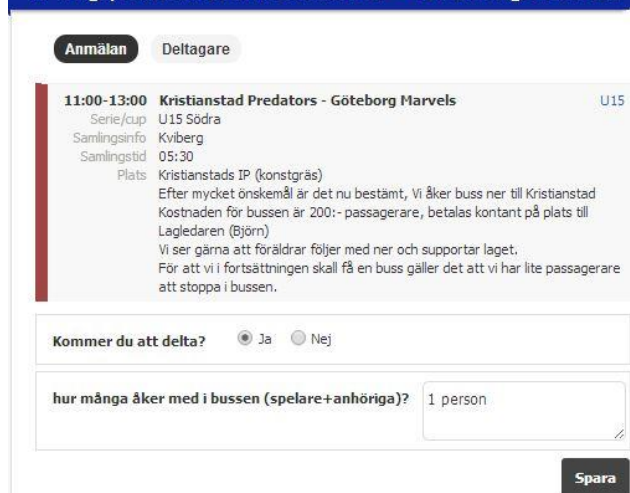 Anmälan Deltagare
11:00-13:00 Kristianstad Predators - Göteborg Marvels U15
Serie/cup U15 Södra
Samlingsinfo Kviberg
Samlingstid 05:30
Plats Kristianstads IP (konstgräs)
Efter mycket önskemål är det nu bestämt, Vi åker buss ner till Kristianstad
Kostnaden för bussen är 200:- passagerare, betalas kontant på plats till
Lagledaren (Björn)
Vi ser gärna att föräldrar följer med ner och supportar laget.
För att vi i fortsättningen skall få en buss gäller det att vi har lite passagerare
att stoppa i bussen.
Kommer du att delta? Ja Nej
hur många åker med i bussen (spelare+anhöriga)? 1 person
Spara